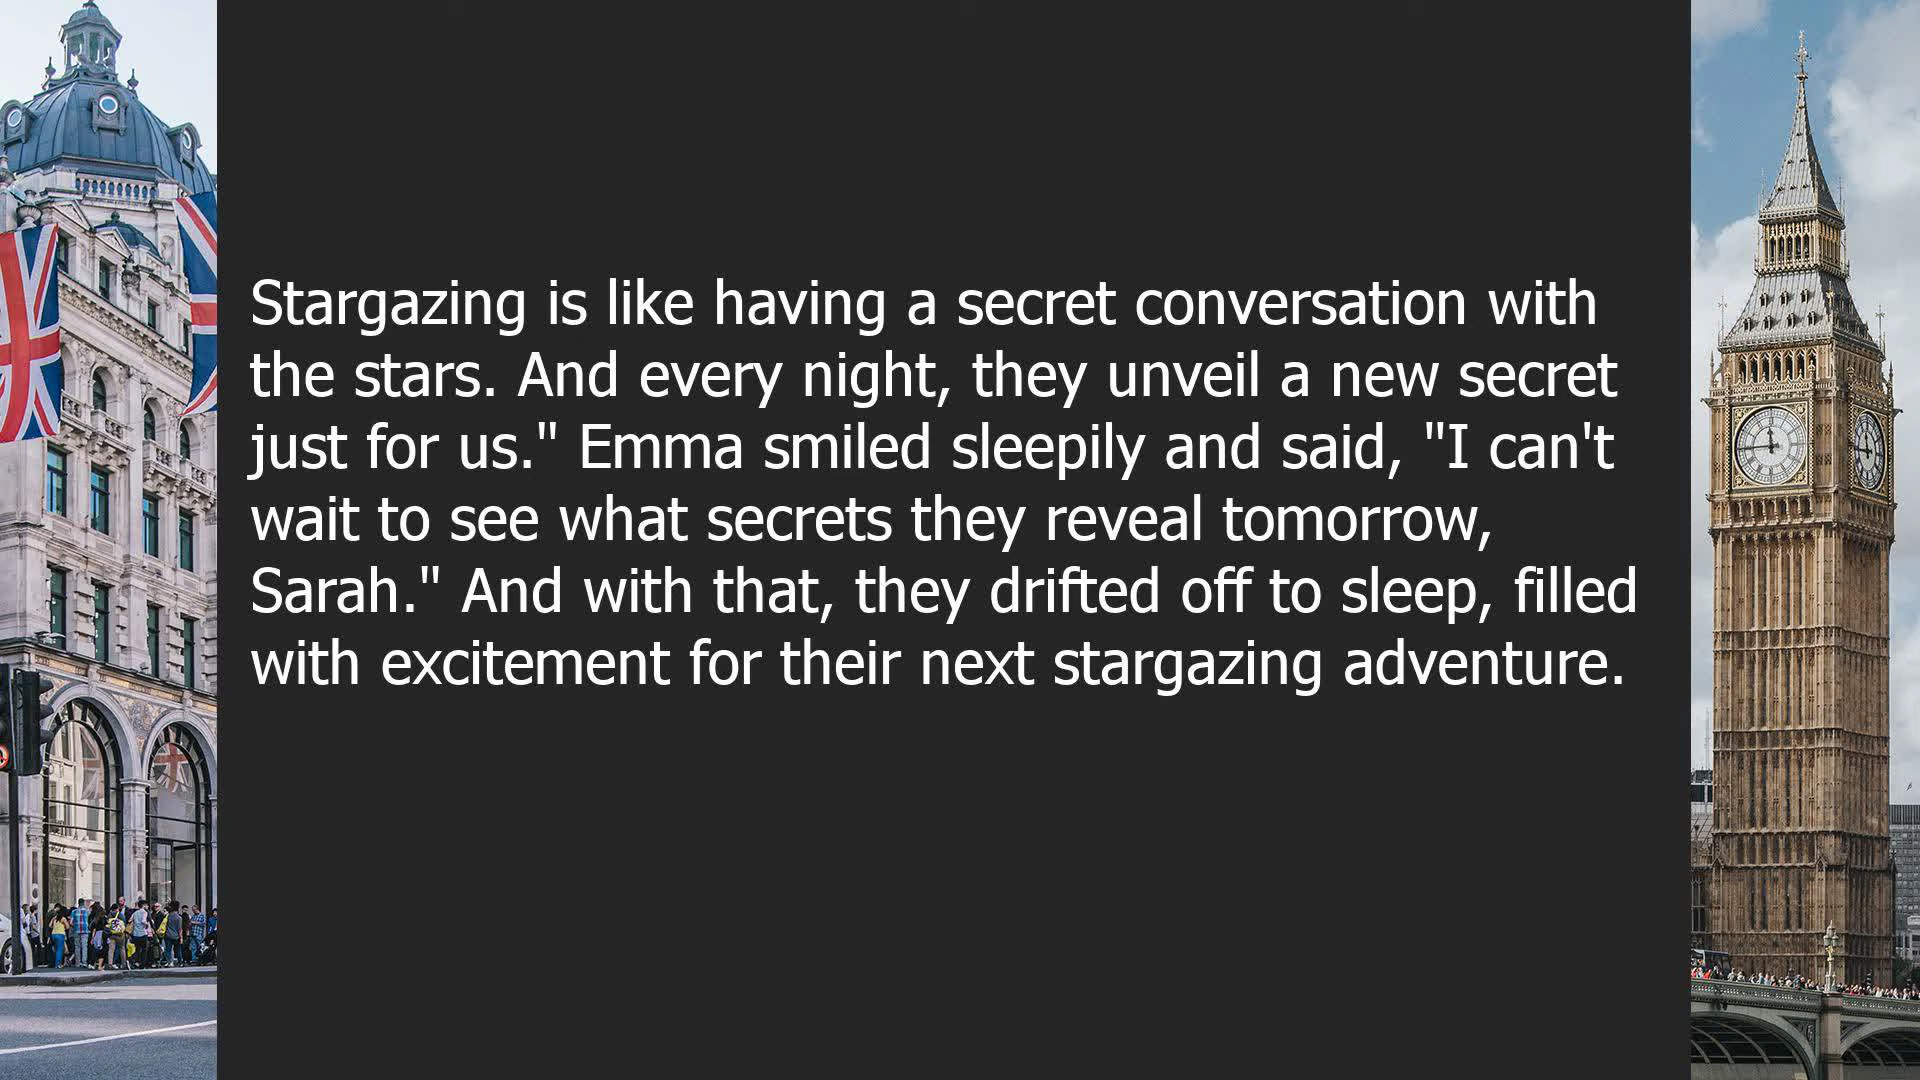 Stargazing is like having a secret conversation with
the stars. And every night, they unveil a new secret
just for us." Emma smiled sleepily and said, "I can't
wait to see what secrets they reveal tomorrow,
Sarah." And with that, they drifted off to sleep, filled
with excitement for their next stargazing adventure.